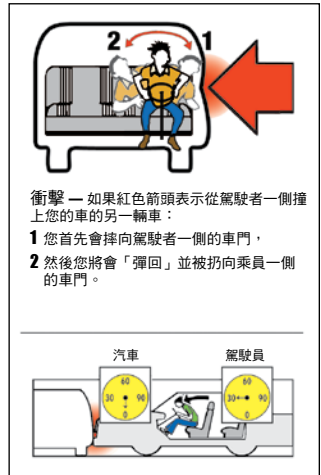 2 1
衝擊 — 如果紅色箭頭表示從駕駛者一側撞
上您的車的另一輛車：
1 您首先會摔向駕駛者一側的車門，
2 然後您將會「彈回」並被扔向乘員一側
的車門。
汽車 駕駛員
60 60
30 90 30 90
0 0